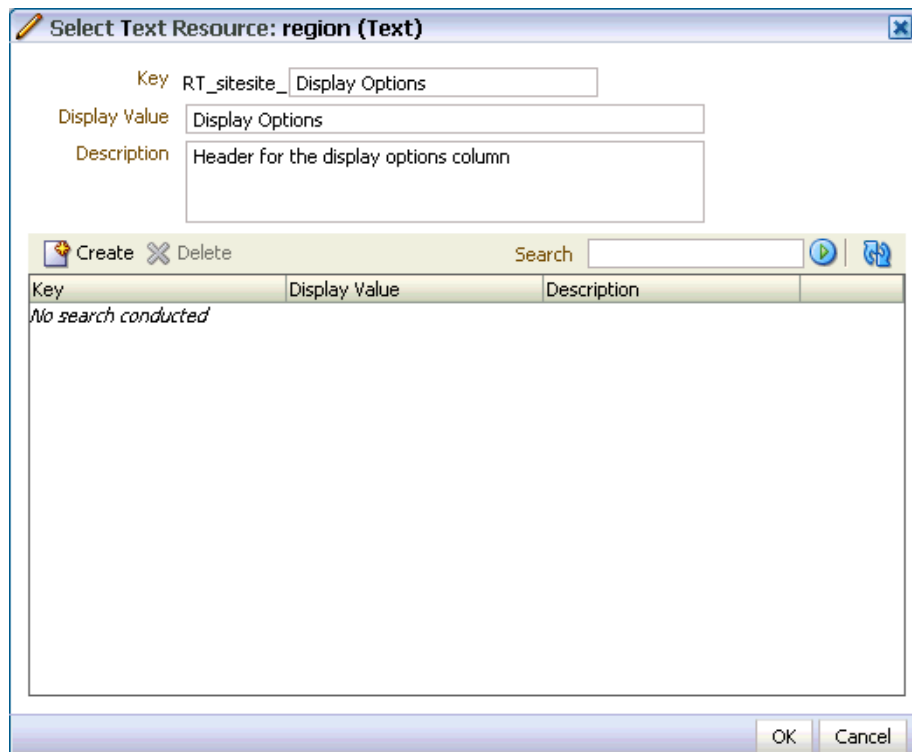 Select Text Resource: region (Text)
Key RT_sitesite_ Display Options
Display Value Display Options
Description Header for the display options column
Create Delete Search
Key Display Value Description
No search conducted
OK Cancel